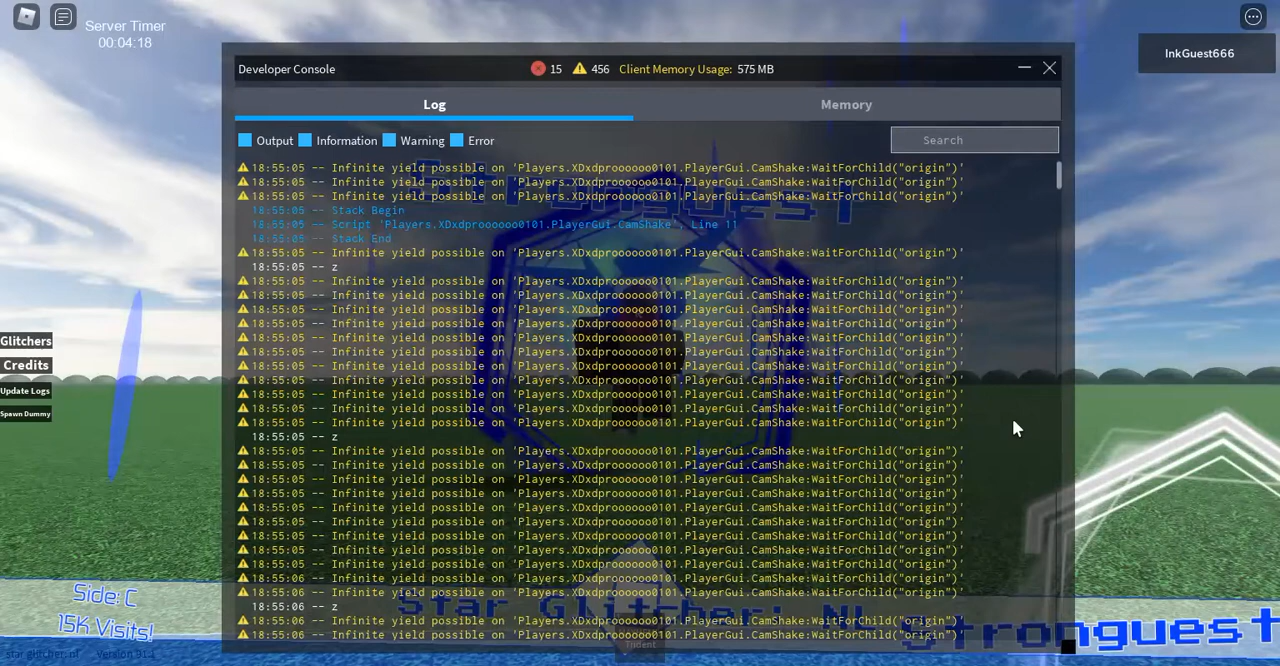 Server Timer
00:04:18
InkGuest666
Developer Console
15 456 Client Memory Usage: 575 MB
Log Memory
Output Information Warning Error
Search
18:55:05 -- Infinite yield possible on 'Players.XDxdproooooo0101.PlayerGui.CamShake:WaitForChild("origin")'
18:55:05 -- Infinite yield possible on 'Players.XDxdproooooo0101.PlayerGui.CamShake:WaitForChild("origin")'
18:55:05 -- Infinite yield possible on 'Players.XDxdproooooo0101.PlayerGui.CamShake:WaitForChild("origin")'
18:55:05 -- Stack Begin
18:55:05 -- Script 'Players.XDxdproooooo0101.PlayerGui.CamShake', Line 11
18:55:05 -- Stack End
18:55:05 -- Infinite yield possible on 'Players.XDxdproooooo0101.PlayerGui.CamShake:WaitForChild("origin")'
18:55:05 -- z
18:55:05 -- Infinite yield possible on 'Players.XDxdproooooo0101.PlayerGui.CamShake:WaitForChild("origin")'
18:55:05 -- Infinite yield possible on 'Players.XDxdproooooo0101.PlayerGui.CamShake:WaitForChild("origin")'
18:55:05 -- Infinite yield possible on 'Players.XDxdproooooo0101.PlayerGui.CamShake:WaitForChild("origin")'
18:55:05 -- Infinite yield possible on 'Players.XDxdproooooo0101.PlayerGui.CamShake:WaitForChild("origin")'
18:55:05 -- Infinite yield possible on 'Players.XDxdproooooo0101.PlayerGui.CamShake:WaitForChild("origin")'
18:55:05 -- Infinite yield possible on 'Players.XDxdproooooo0101.PlayerGui.CamShake:WaitForChild("origin")'
18:55:05 -- Infinite yield possible on 'Players.XDxdproooooo0101.PlayerGui.CamShake:WaitForChild("origin")'
18:55:05 -- Infinite yield possible on 'Players.XDxdproooooo0101.PlayerGui.CamShake:WaitForChild("origin")'
18:55:05 -- Infinite yield possible on 'Players.XDxdproooooo0101.PlayerGui.CamShake:WaitForChild("origin")'
18:55:05 -- Infinite yield possible on 'Players.XDxdproooooo0101.PlayerGui.CamShake:WaitForChild("origin")'
18:55:05 -- Infinite yield possible on 'Players.XDxdproooooo0101.PlayerGui.CamShake:WaitForChild("origin")'
18:55:05 -- z
18:55:05 -- Infinite yield possible on 'Players.XDxdproooooo0101.PlayerGui.CamShake:WaitForChild("origin")'
18:55:05 -- Infinite yield possible on 'Players.XDxdproooooo0101.PlayerGui.CamShake:WaitForChild("origin")'
18:55:05 -- Infinite yield possible on 'Players.XDxdproooooo0101.PlayerGui.CamShake:WaitForChild("origin")'
18:55:05 -- Infinite yield possible on 'Players.XDxdproooooo0101.PlayerGui.CamShake:WaitForChild("origin")'
18:55:05 -- Infinite yield possible on 'Players.XDxdproooooo0101.PlayerGui.CamShake:WaitForChild("origin")'
18:55:05 -- Infinite yield possible on 'Players.XDxdproooooo0101.PlayerGui.CamShake:WaitForChild("origin")'
18:55:05 -- Infinite yield possible on 'Players.XDxdproooooo0101.PlayerGui.CamShake:WaitForChild("origin")'
18:55:05 -- Infinite yield possible on 'Players.XDxdproooooo0101.PlayerGui.CamShake:WaitForChild("origin")'
18:55:05 -- Infinite yield possible on 'Players.XDxdproooooo0101.PlayerGui.CamShake:WaitForChild("origin")'
18:55:06 -- Infinite yield possible on 'Players.XDxdproooooo0101.PlayerGui.CamShake:WaitForChild("origin")'
18:55:06 -- Infinite yield possible on 'Players.XDxdproooooo0101.PlayerGui.CamShake:WaitForChild("origin")'
18:55:06 -- z
18:55:06 -- Infinite yield possible on 'Players.XDxdproooooo0101.PlayerGui.CamShake:WaitForChild("origin")'
18:55:06 -- Infinite yield possible on 'Players.XDxdproooooo0101.PlayerGui.CamShake:WaitForChild("origin")'
Stronguest
Glitchers
Credits
Update Logs
Spawn Dummy
Side: C
15K Visits!
Star Glitcher: NL
Stronguest
Trident
star glitcher: nl